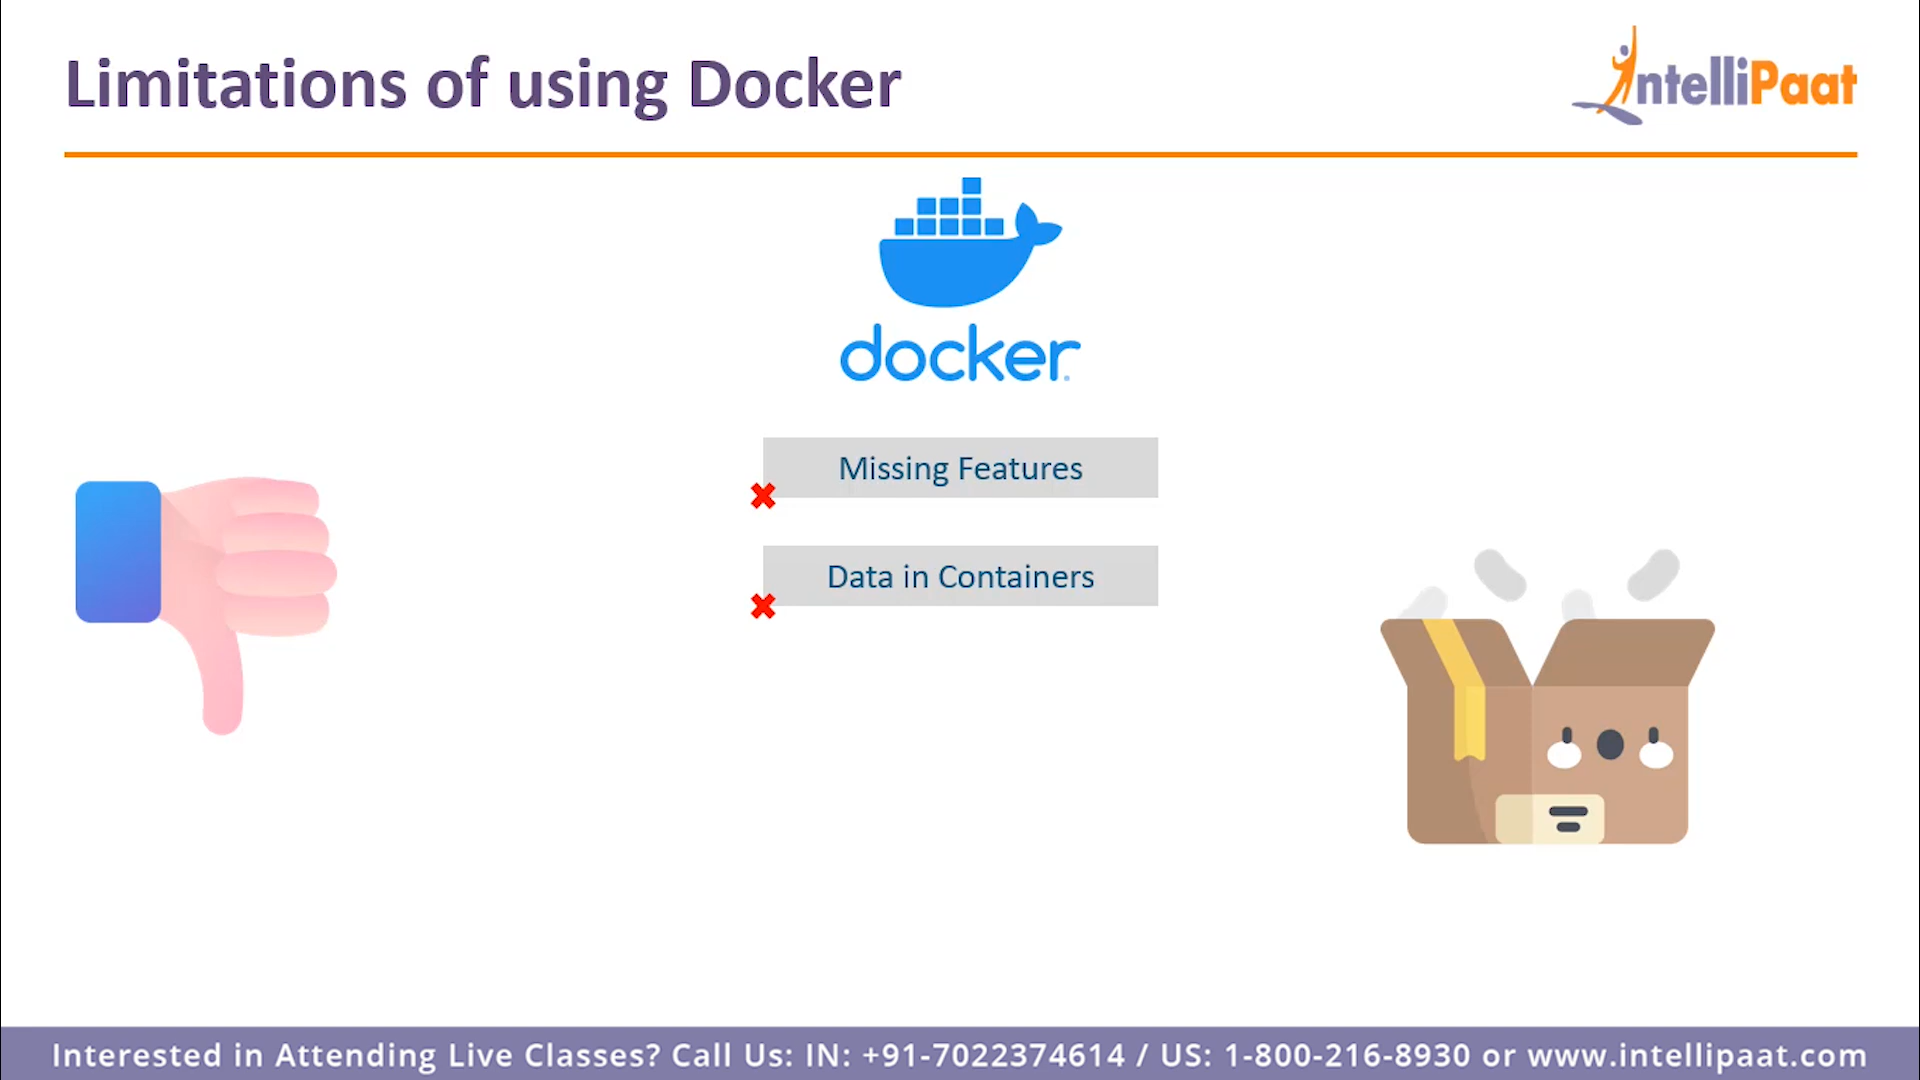 Limitations of using Docker
IntelliPaat
docker
Missing Features
Data in Containers
Interested in Attending Live Classes? Call Us: IN: +91-7022374614 / US: 1-800-216-8930 or www.intellipaat.com